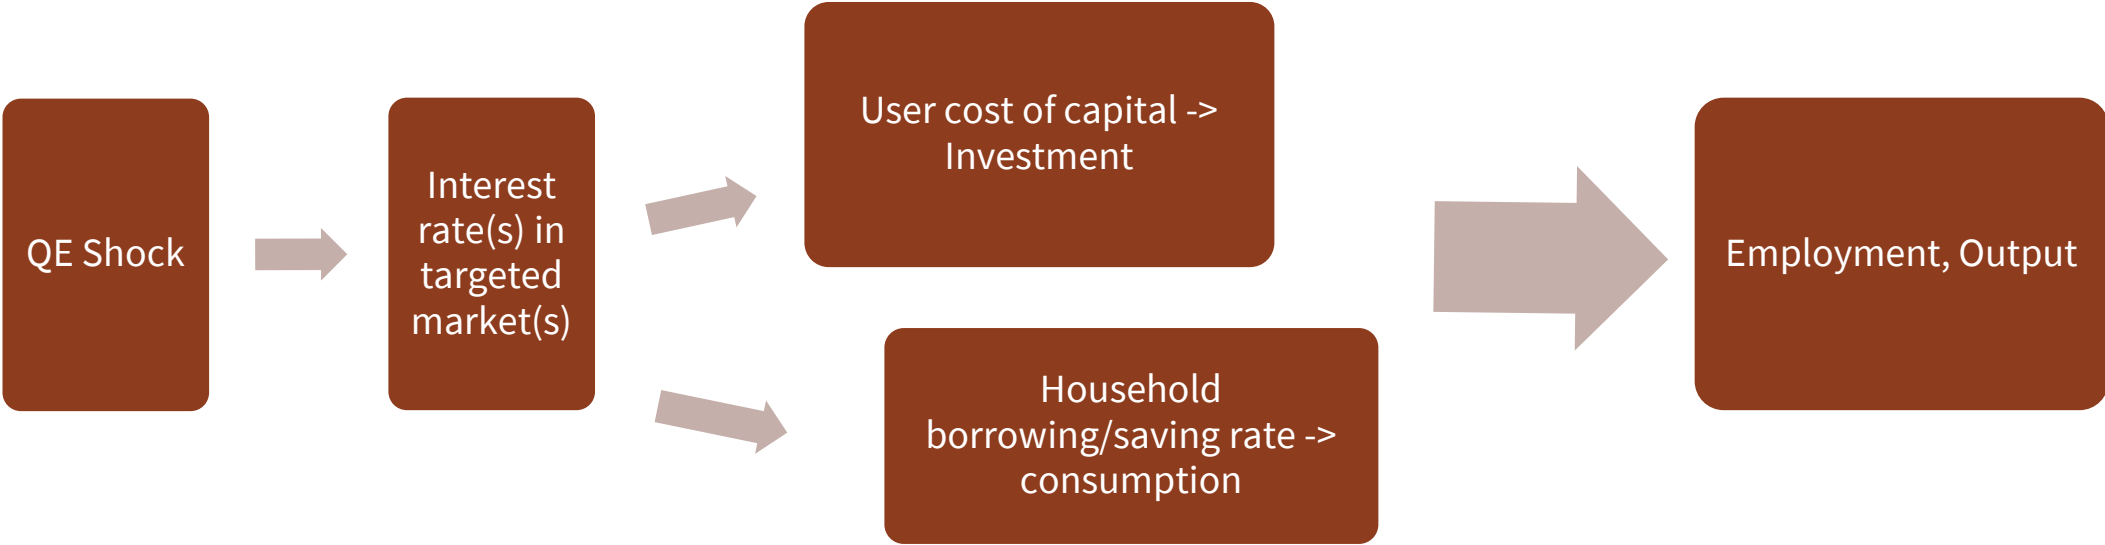 QE Shock
Interest
rate(s) in
targeted
market(s)
User cost of capital ->
Investment
Household
borrowing/saving rate ->
consumption
Employment, Output